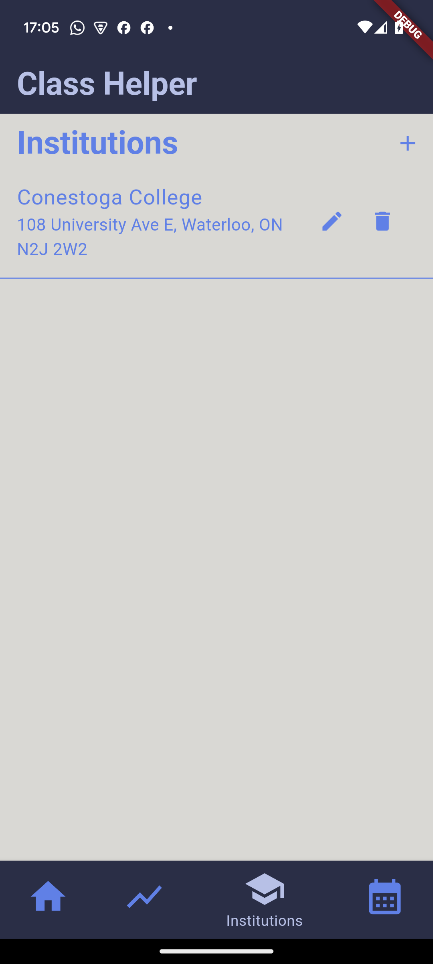 17:05
DEBUG
Class Helper
Institutions
Conestoga College
108 University Ave E, Waterloo, ON
N2J 2W2
Institutions